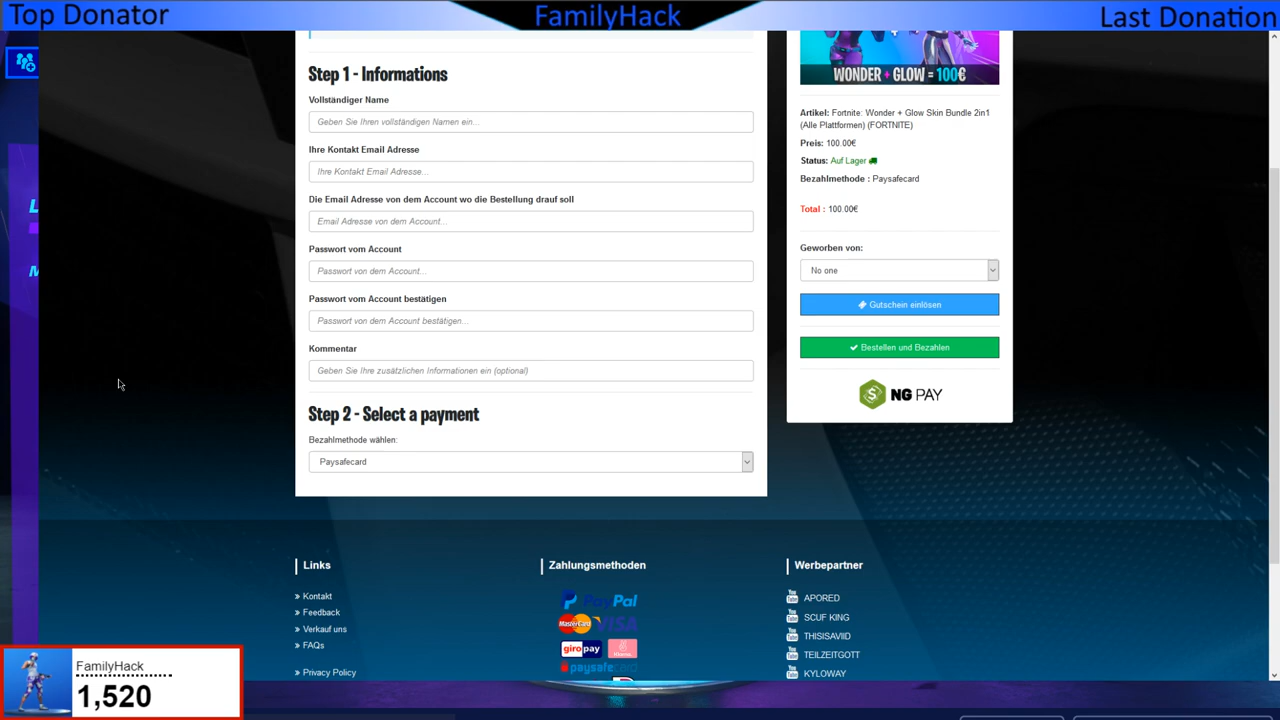 Top Donator
FamilyHack
Last Donation
Step 1 - Informations
Vollständiger Name
Geben Sie Ihren vollständigen Namen ein...
Ihre Kontakt Email Adresse
Ihre Kontakt Email Adresse...
Die Email Adresse von dem Account wo die Bestellung drauf soll
Email Adresse von dem Account...
Passwort vom Account
Passwort von dem Account...
Passwort vom Account bestätigen
Passwort von dem Account bestätigen...
Kommentar
Geben Sie Ihre zusätzlichen Informationen ein (optional)
Step 2 - Select a payment
Bezahlmethode wählen:
Paysafecard
WONDER + GLOW = 100€
Artikel: Fortnite: Wonder + Glow Skin Bundle 2in1
(Alle Plattformen) (FORTNITE)
Preis: 100.00€
Status: Auf Lager
Bezahlmethode : Paysafecard
Total : 100.00€
Geworben von:
No one
Gutschein einlösen
Bestellen und Bezahlen
NG PAY
Links
Kontakt
Feedback
Verkauf uns
FAQs
Privacy Policy
Zahlungsmethoden
PayPal
MasterCard VISA
giropay Klarna.
paysafecard
Werbepartner
APORED
SCUF KING
THISISAVIID
TEILZEITGOTT
KYLOWAY
FamilyHack
1,520